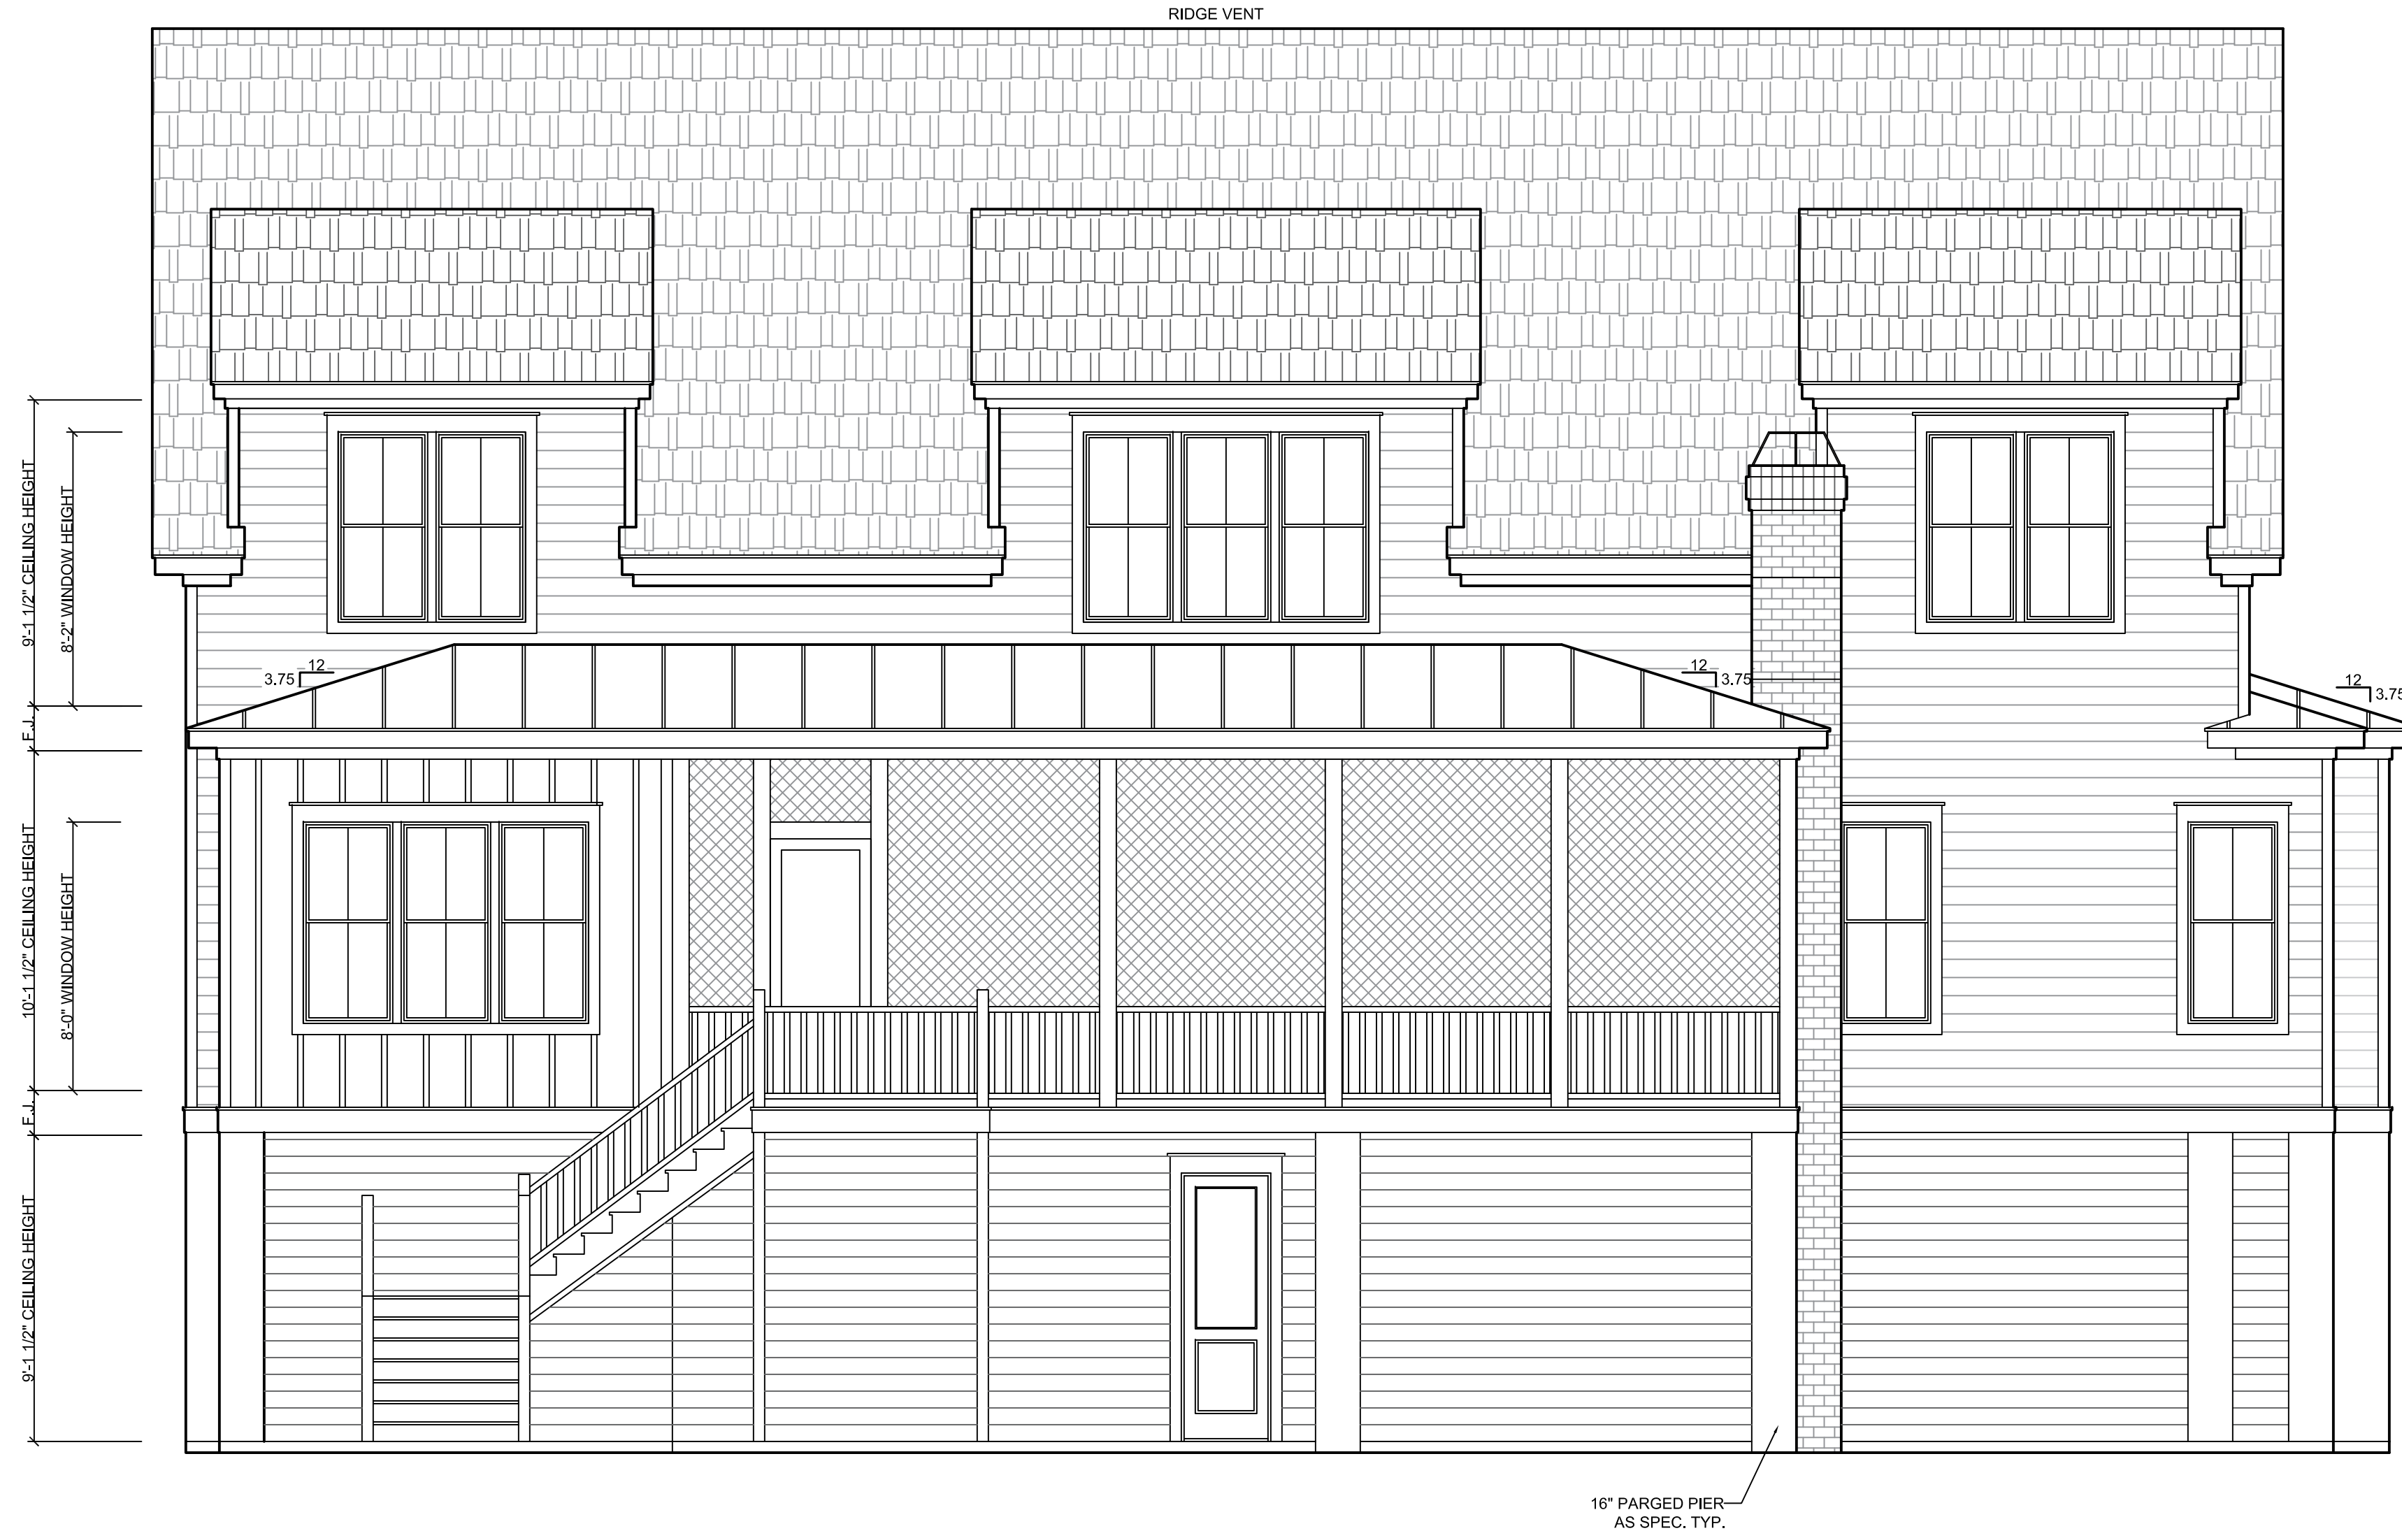 RIDGE VENT
9'-1 1/2" CEILING HEIGHT
8'-2" WINDOW HEIGHT
12
3.75
12
3.75
12
3.75
F.J.
10'-1 1/2" CEILING HEIGHT
8'-0" WINDOW HEIGHT
F.J.
9'-1 1/2" CEILING HEIGHT
16" PARGED PIER
AS SPEC. TYP.